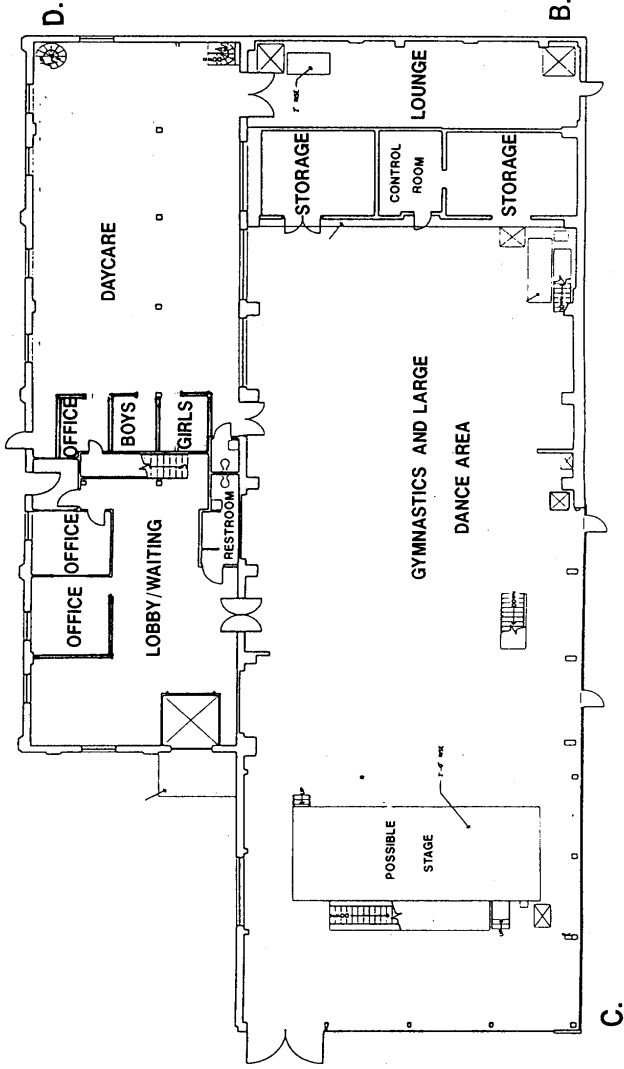 D.
B.
C.
DAYCARE
LOUNGE
STORAGE
CONTROL
ROOM
STORAGE
OFFICE
BOYS
GIRLS
OFFICE
OFFICE
LOBBY/WAITING
RESTROOM
GYMNASTICS AND LARGE
DANCE AREA
POSSIBLE
STAGE